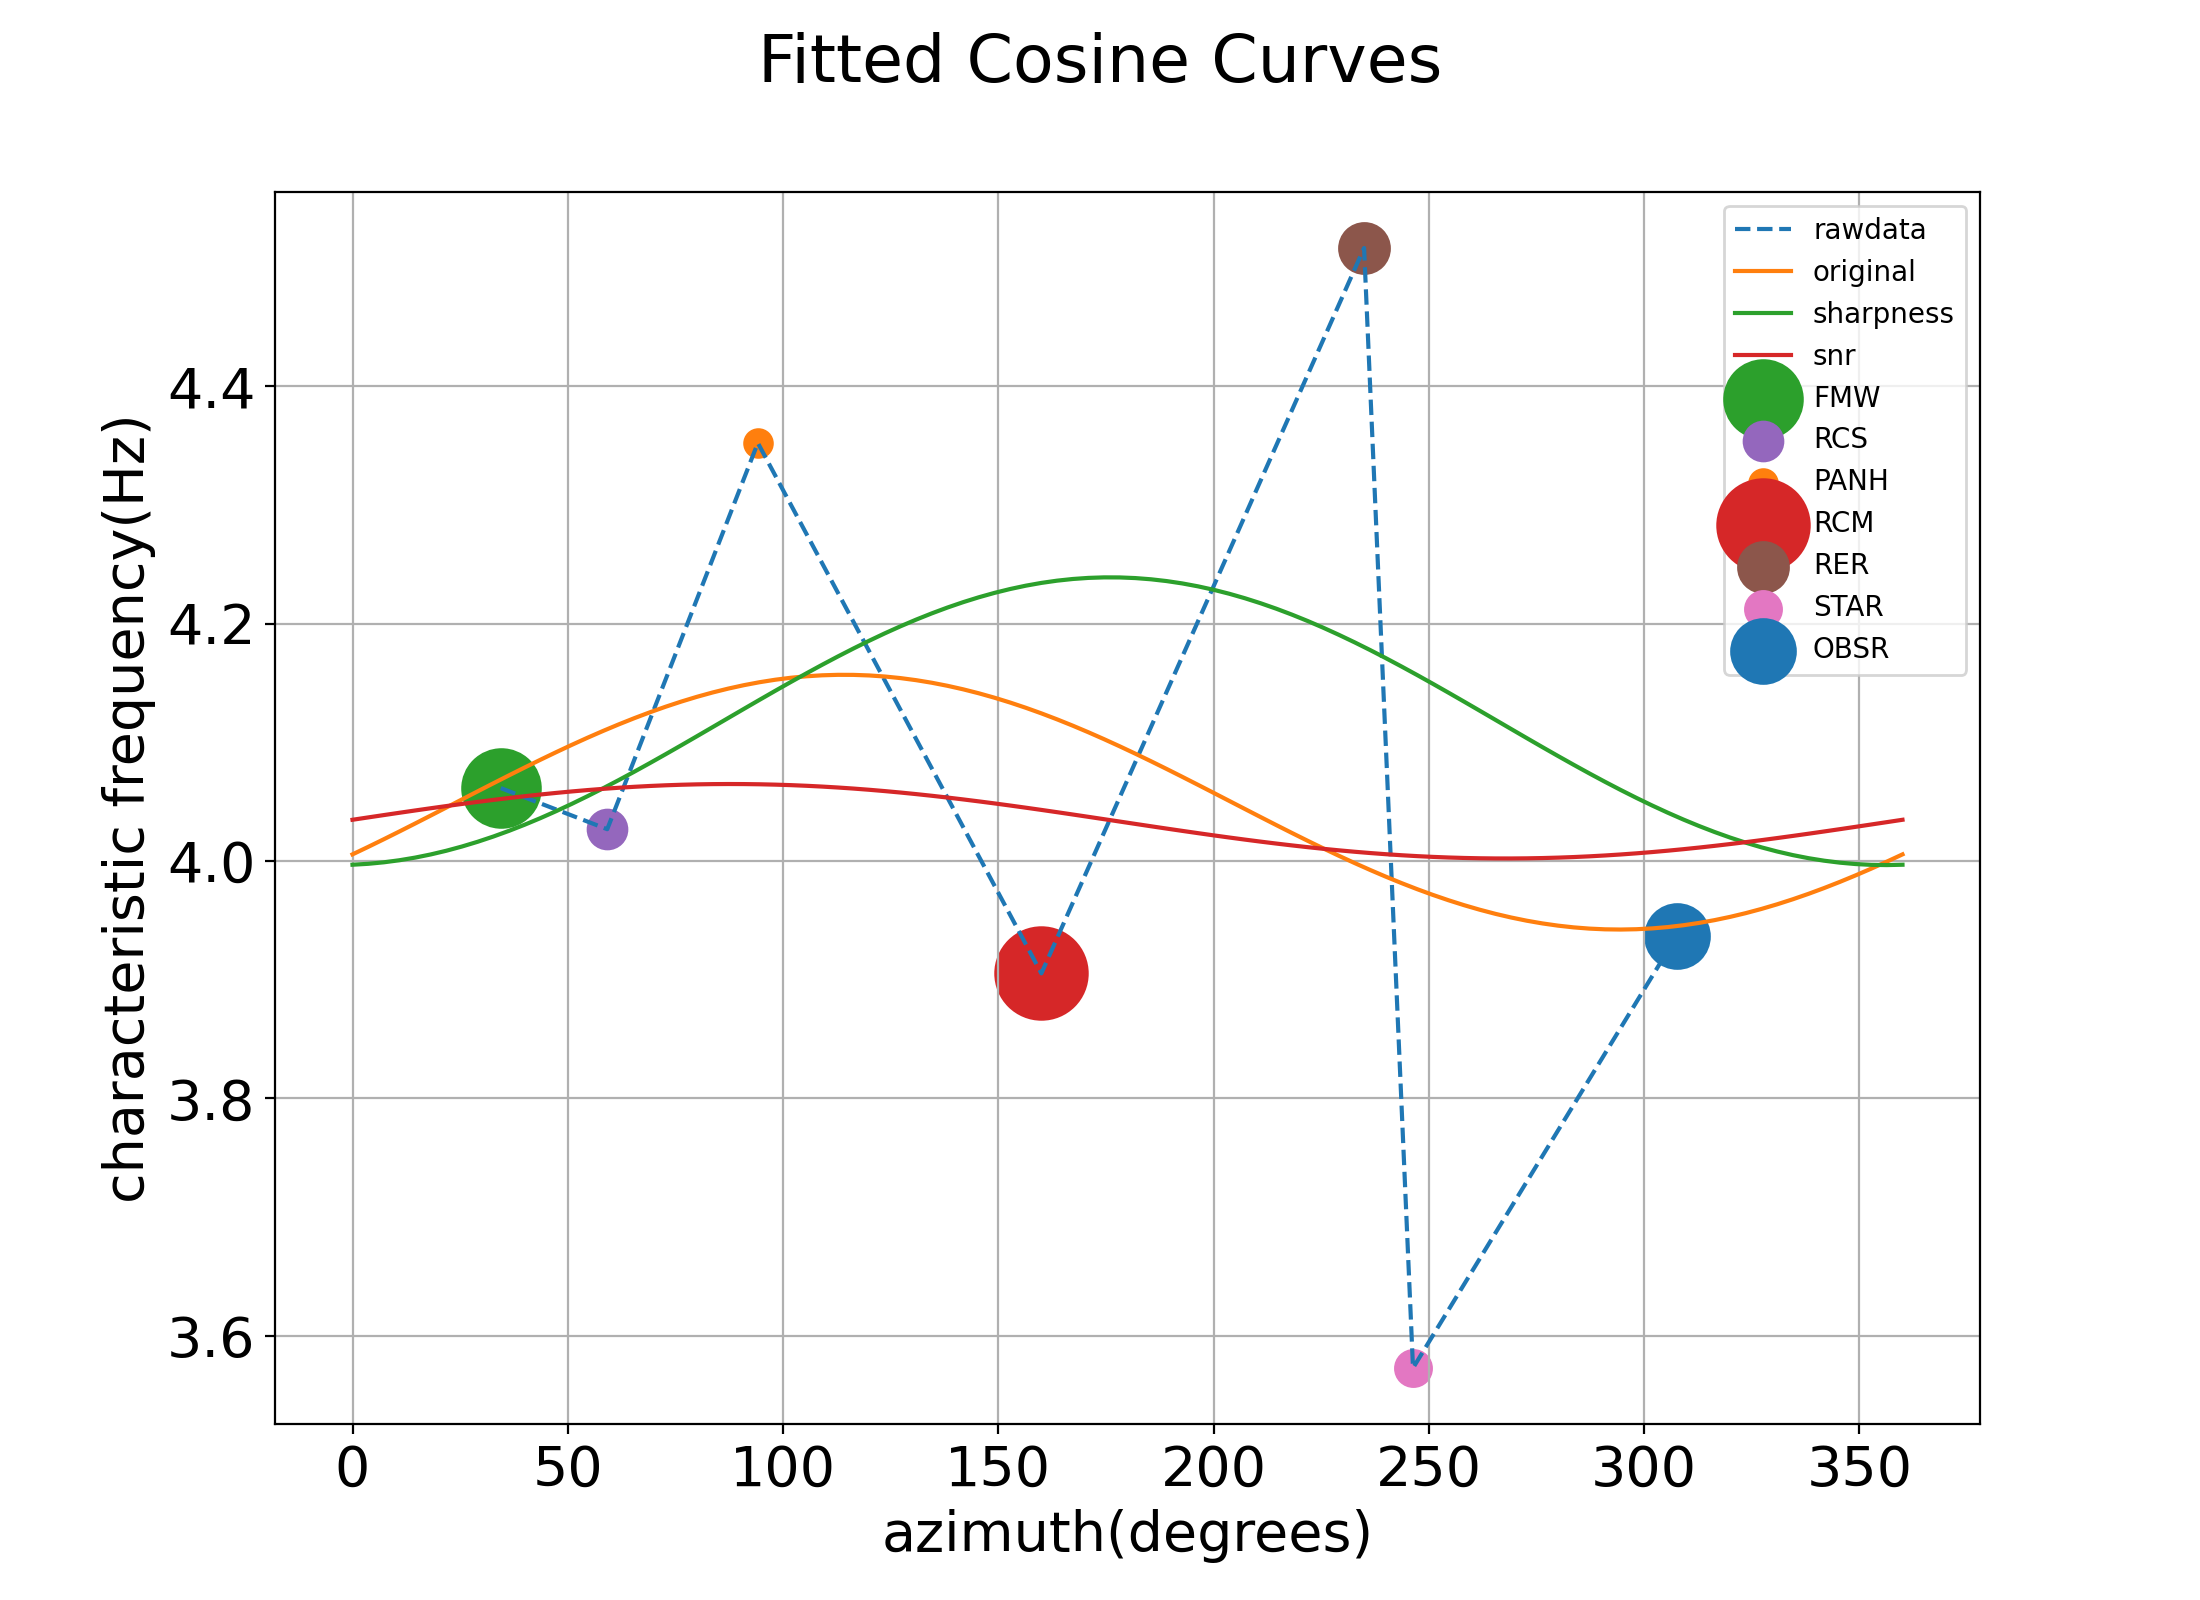 Fitted Cosine Curves
rawdata
original
sharpness
snr
FMW
RCS
PANH
RCM
RER
STAR
OBSR
characteristic frequency(Hz)
4.4
4.2
4.0
3.8
3.6
0 50 100 150 200 250 300 350
azimuth(degrees)